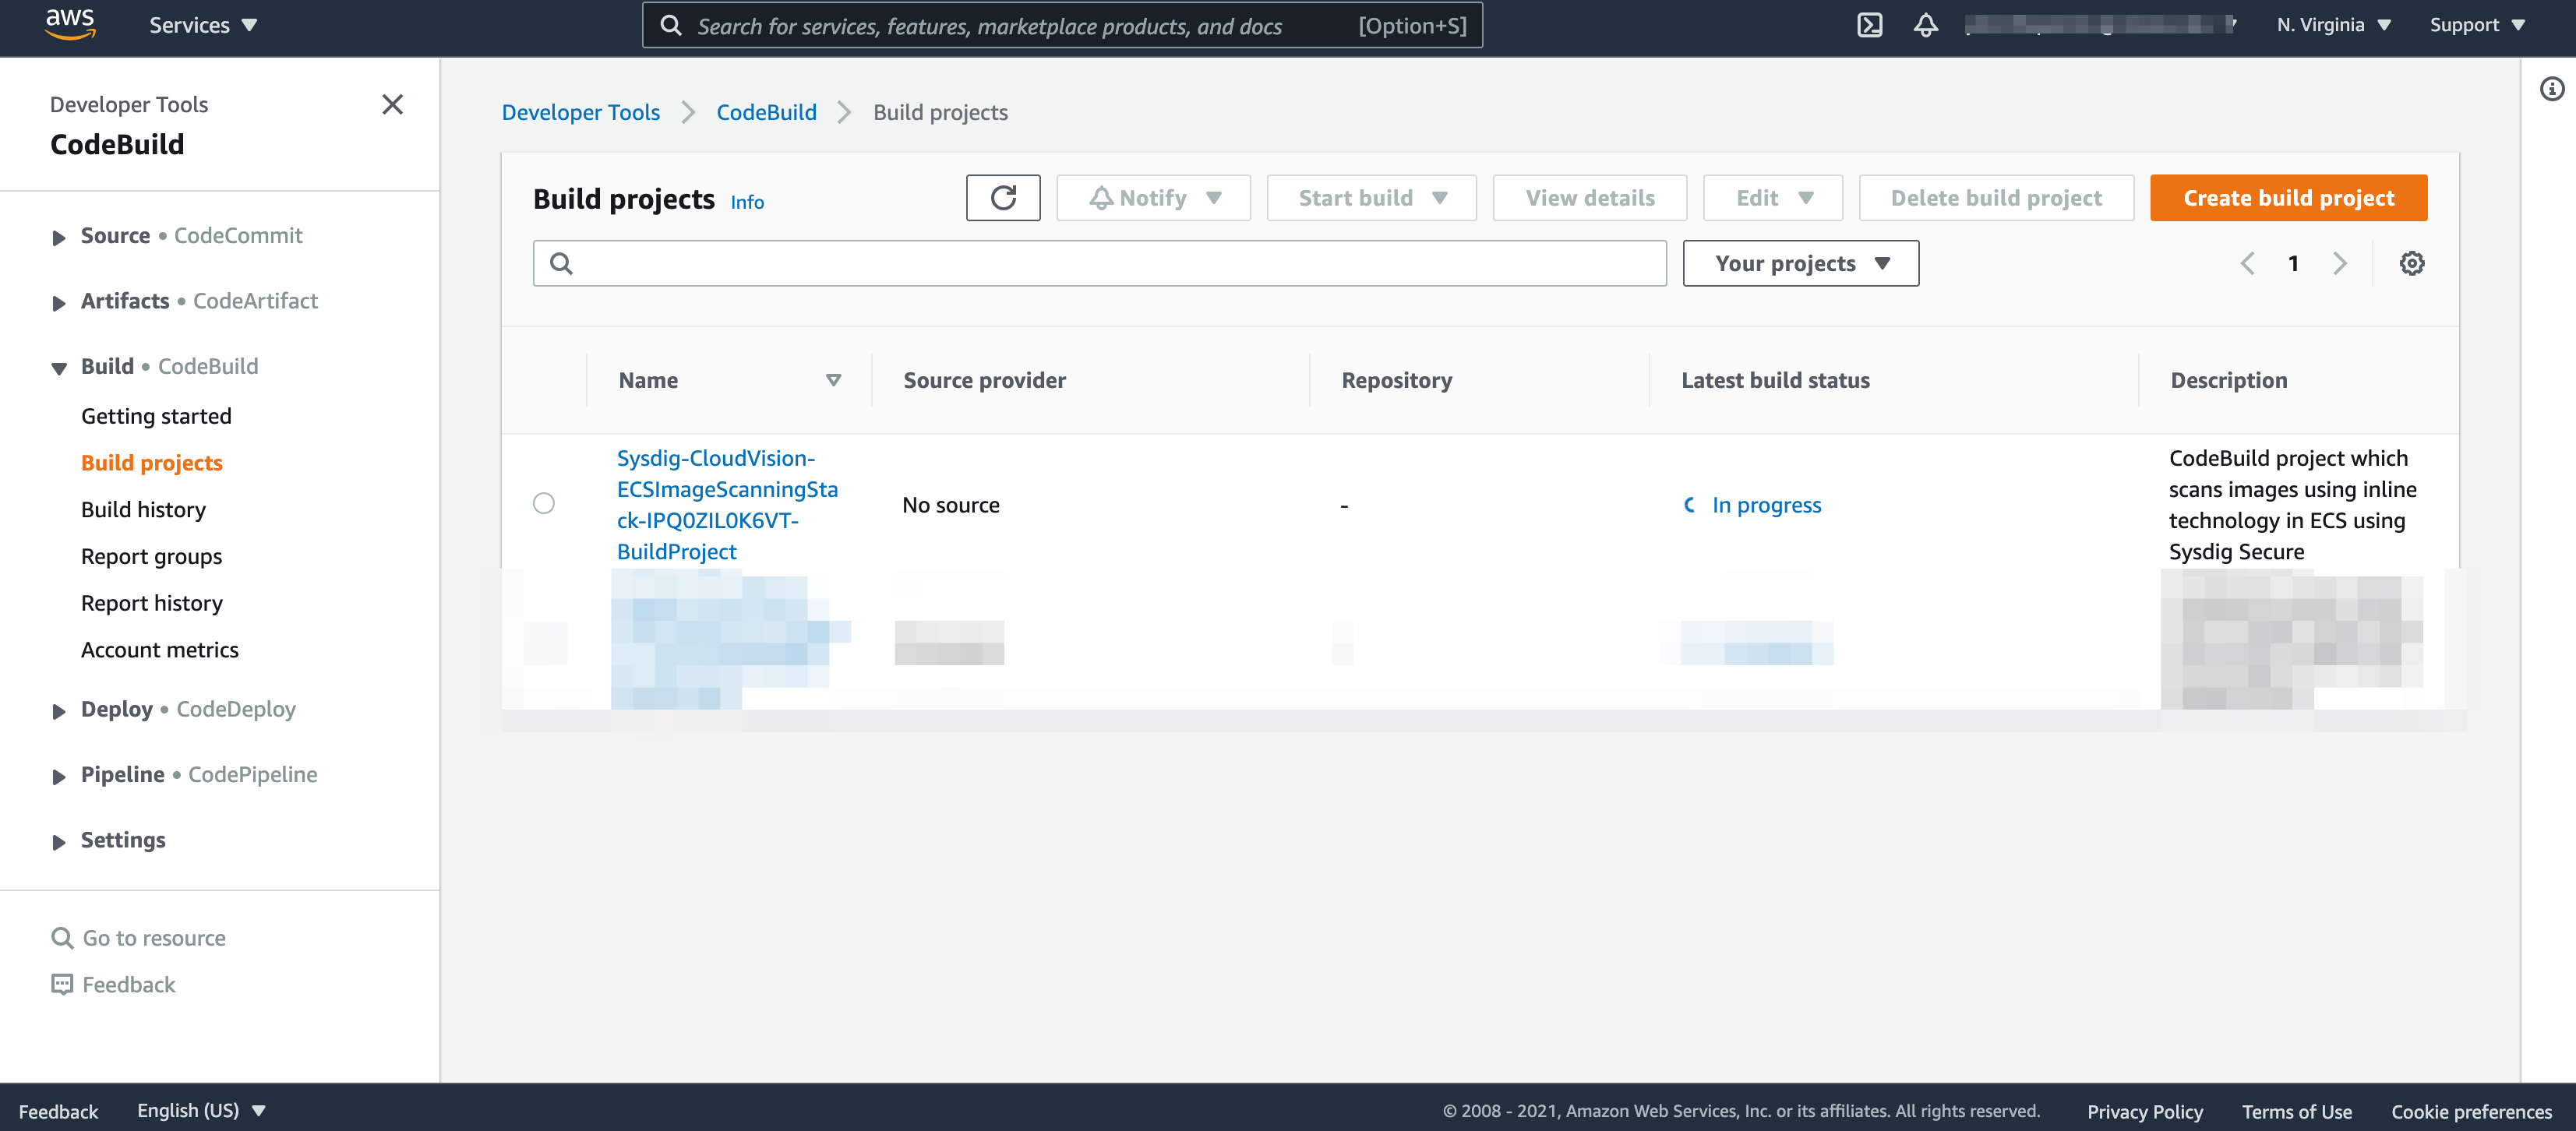 aws
Services
Search for services, features, marketplace products, and docs [Option+S]
N. Virginia
Support
Developer Tools
CodeBuild
Source • CodeCommit
Artifacts • CodeArtifact
Build • CodeBuild
Getting started
Build projects
Build history
Report groups
Report history
Account metrics
Deploy • CodeDeploy
Pipeline • CodePipeline
Settings
Go to resource
Feedback
Developer Tools > CodeBuild > Build projects
Build projects Info
Notify
Start build
View details
Edit
Delete build project
Create build project
Your projects
1
Name
Source provider
Repository
Latest build status
Description
Sysdig-CloudVision-
ECSImageScanningSta
ck-IPQ0ZIL0K6VT-
BuildProject
No source
-
In progress
CodeBuild project which
scans images using inline
technology in ECS using
Sysdig Secure
Feedback
English (US)
© 2008 - 2021, Amazon Web Services, Inc. or its affiliates. All rights reserved.
Privacy Policy
Terms of Use
Cookie preferences